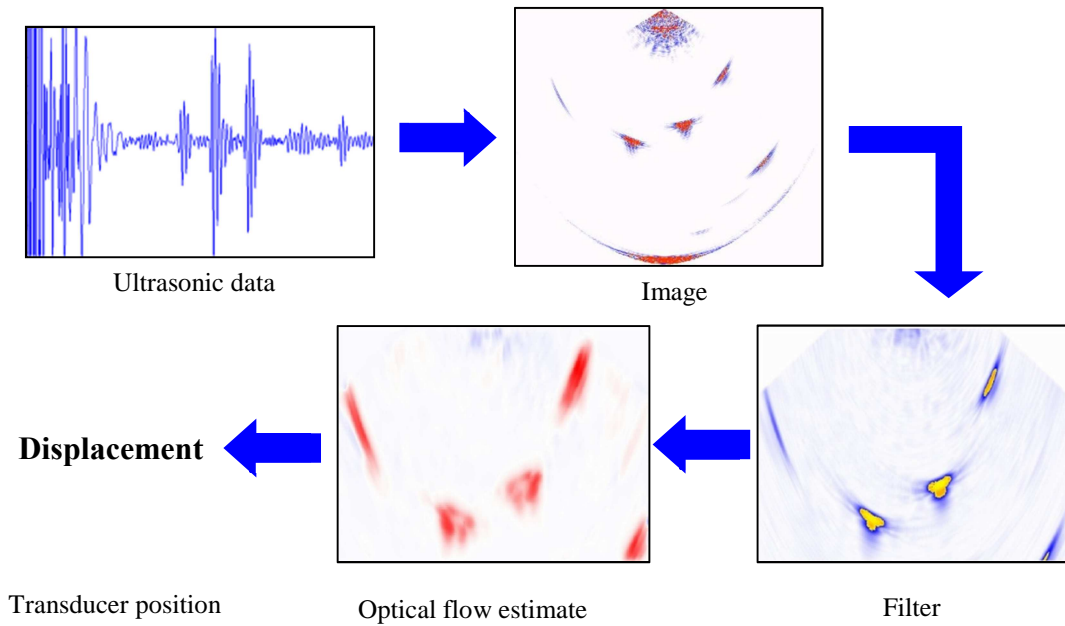 Ultrasonic data
Image
Displacement
Transducer position
Optical flow estimate
Filter